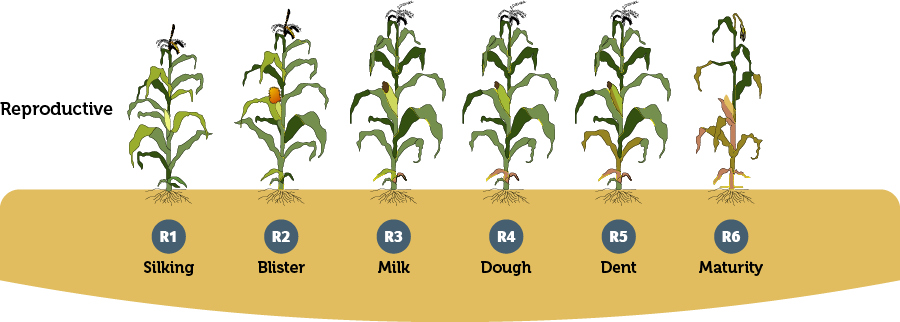 Reproductive
R1 R2 R3 R4 R5 R6
Silking Blister Milk Dough Dent Maturity